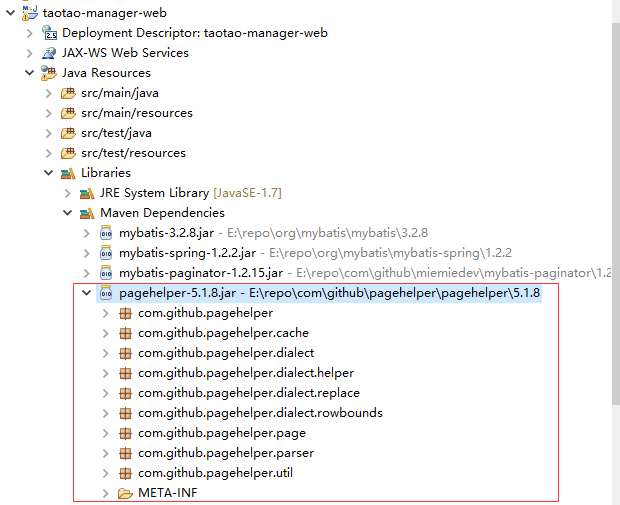 taotao-manager-web
Deployment Descriptor: taotao-manager-web
JAX-WS Web Services
Java Resources
src/main/java
src/main/resources
src/test/java
src/test/resources
Libraries
JRE System Library [JavaSE-1.7]
Maven Dependencies
mybatis-3.2.8.jar - E:\repo\org\mybatis\mybatis\3.2.8
mybatis-spring-1.2.2.jar - E:\repo\org\mybatis\mybatis-spring\1.2.2
mybatis-paginator-1.2.15.jar - E:\repo\com\github\miemiedev\mybatis-paginator\1.2
pagehelper-5.1.8.jar - E:\repo\com\github\pagehelper\pagehelper\5.1.8
com.github.pagehelper
com.github.pagehelper.cache
com.github.pagehelper.dialect
com.github.pagehelper.dialect.helper
com.github.pagehelper.dialect.replace
com.github.pagehelper.dialect.rowbounds
com.github.pagehelper.page
com.github.pagehelper.parser
com.github.pagehelper.util
META-INF